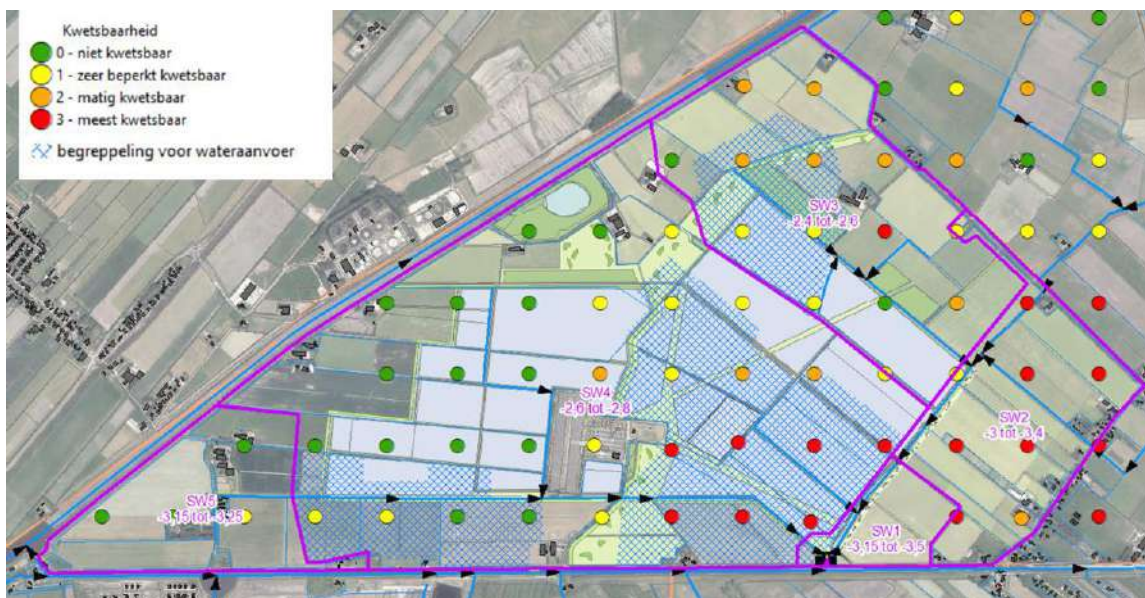 Kwetsbaarheid
0 - niet kwetsbaar
1 - zeer beperkt kwetsbaar
2 - matig kwetsbaar
3 - meest kwetsbaar
begreppeling voor wateraanvoer
SW3
-2,4 tot -2,6
SW4
-2,6 tot -2,8
SW2
-3 tot -3,4
SW5
-3,15 tot -3,25
SW1
-3,15 tot -3,5